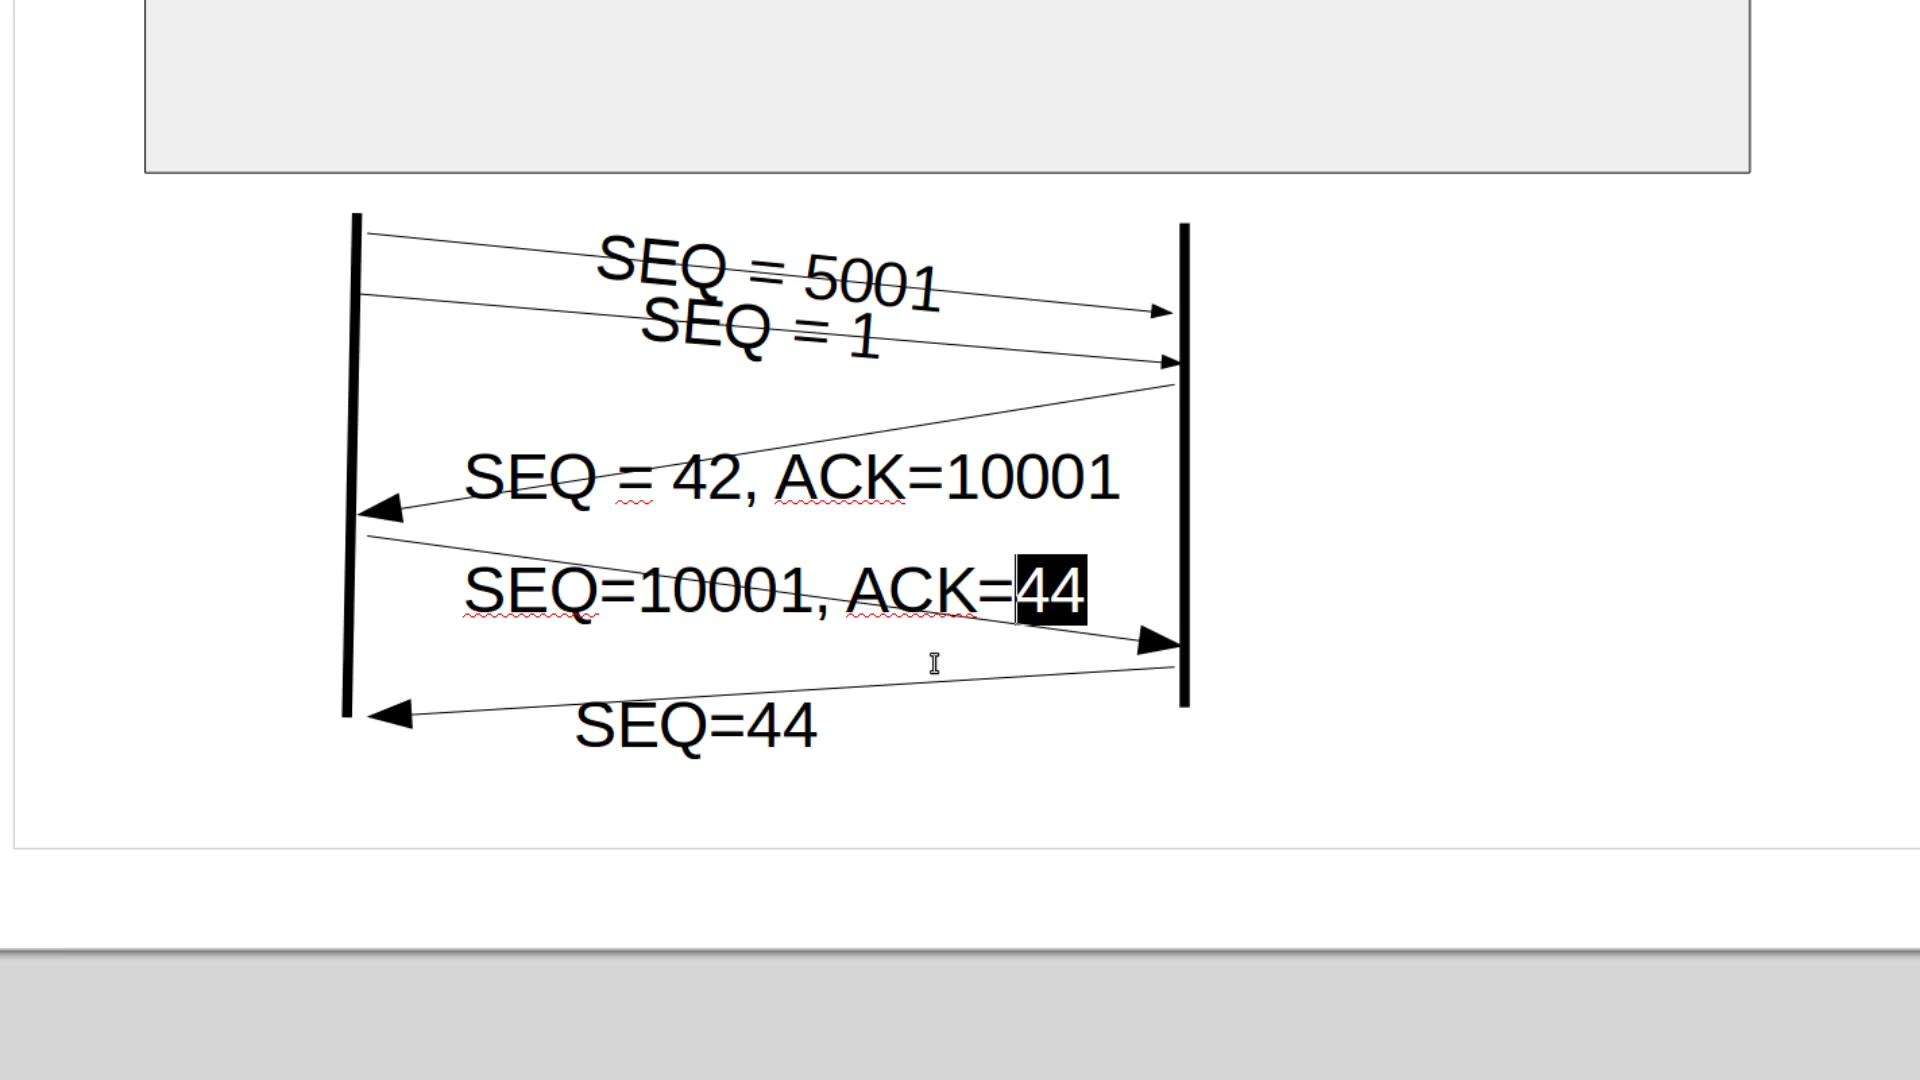 SEQ = 5001
SEQ = 1
SEQ = 42, ACK=10001
SEQ=10001, ACK=44
SEQ=44